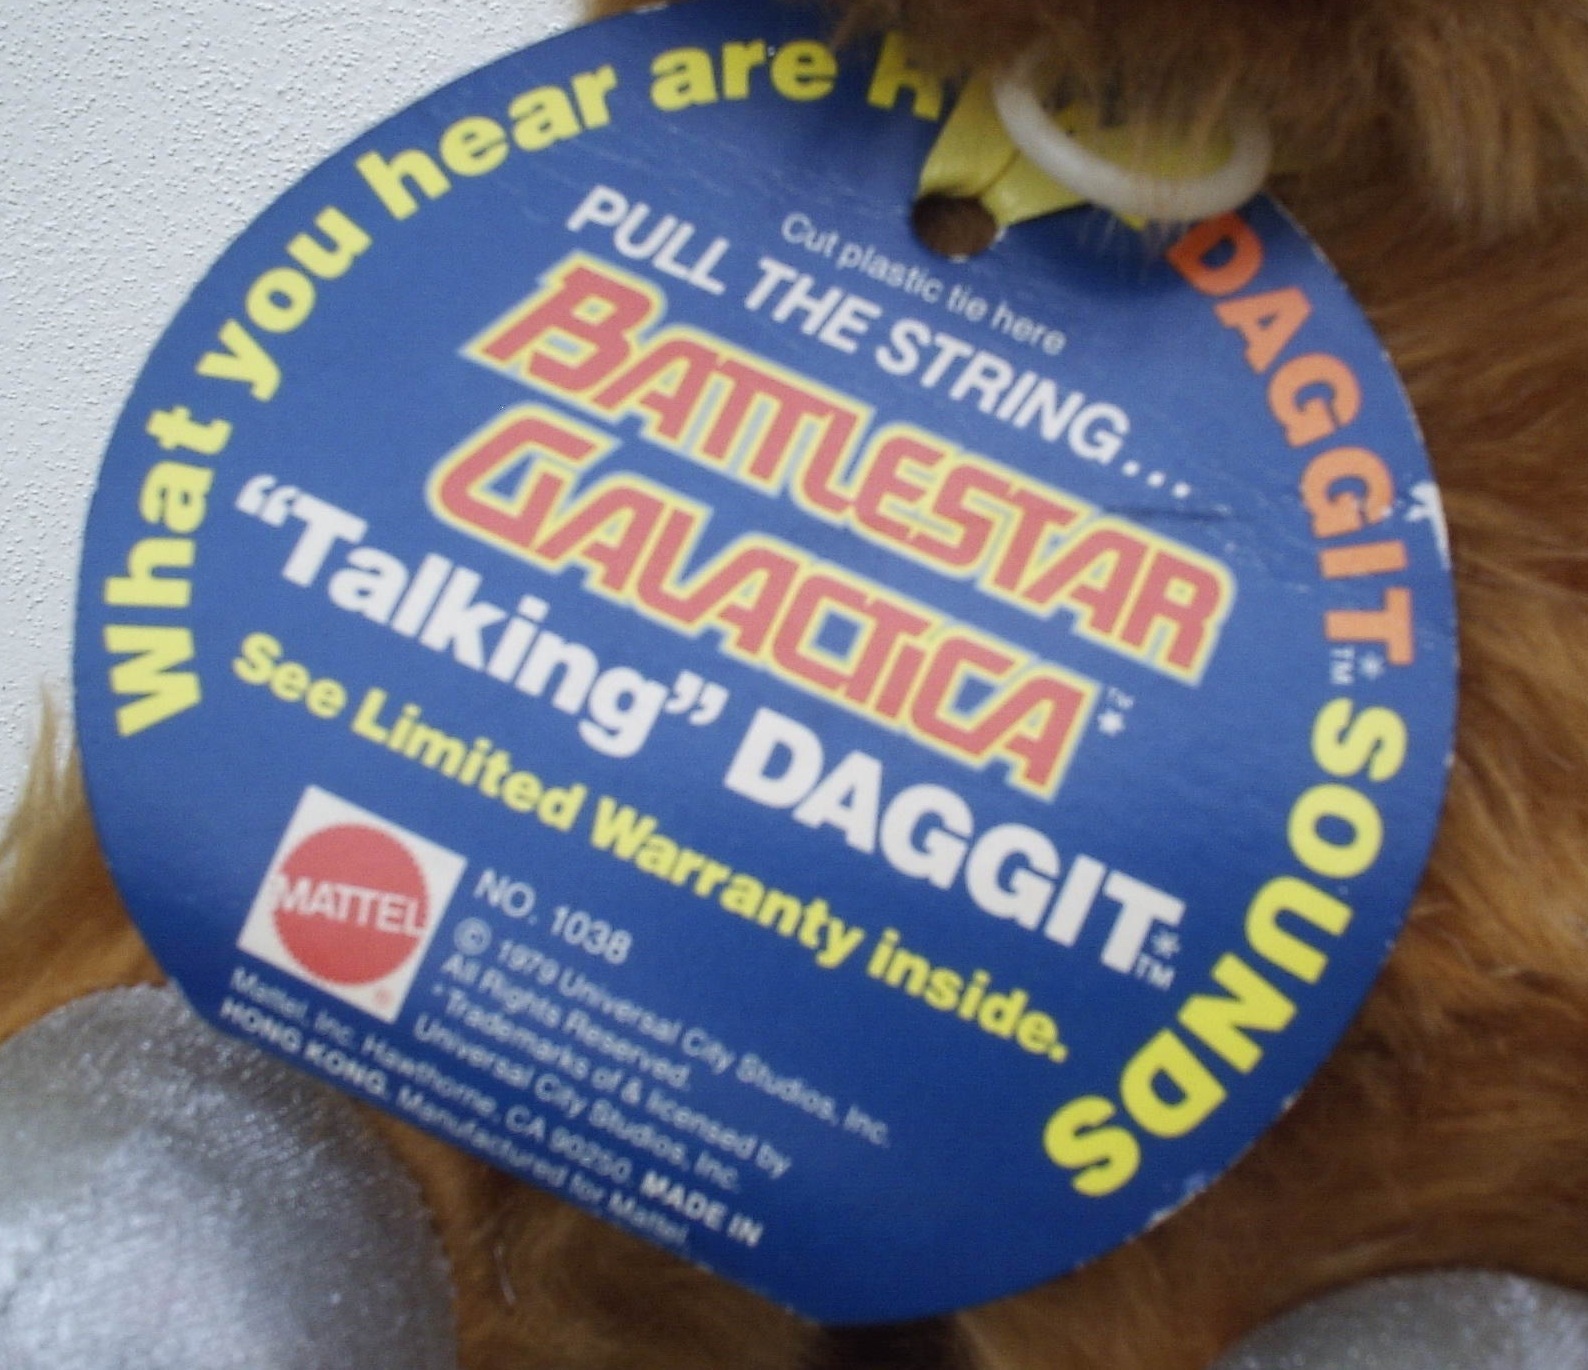 What you hear are
DAGGIT™* SOUNDS
Cut plastic tie here
PULL THE STRING...
BATTLESTAR
GALACTICA™*
“Talking” DAGGIT*™
See Limited Warranty inside.
MATTEL®
NO. 1038
© 1979 Universal City Studios, Inc.
All Rights Reserved.
*Trademarks of & licensed by
Universal City Studios, Inc.
Mattel, Inc. Hawthorne, CA 90250. MADE IN
HONG KONG. Manufactured for Mattel.